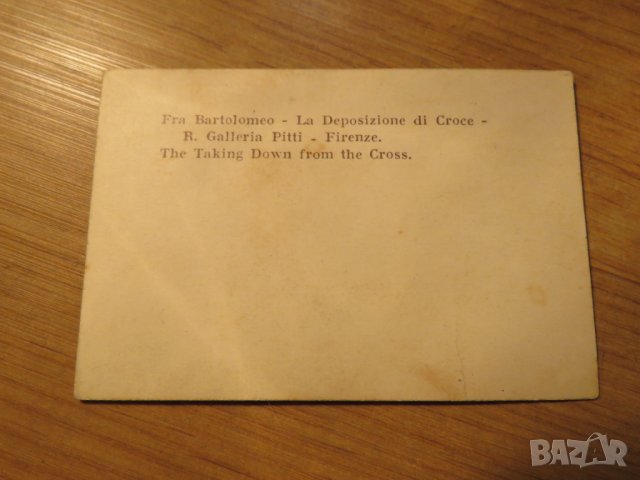 Fra Bartolomeo - La Deposizione di Croce -
R. Galleria Pitti - Firenze.
The Taking Down from the Cross.
BAZAR